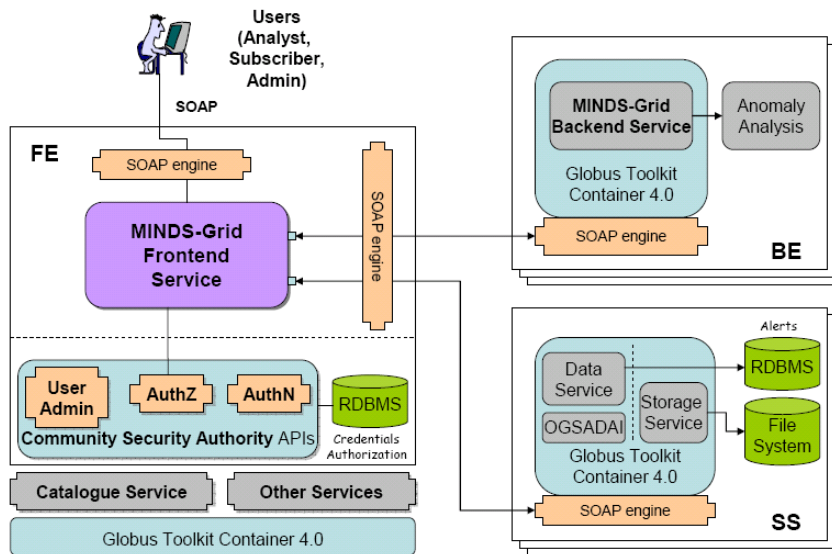 Users
(Analyst,
Subscriber,
Admin)
SOAP
FE
SOAP engine
SOAP engine
MINDS-Grid
Frontend
Service
User
Admin
AuthZ
AuthN
Community Security Authority APIs
RDBMS
Credentials
Authorization
Catalogue Service
Other Services
Globus Toolkit Container 4.0
MINDS-Grid
Backend Service
Anomaly
Analysis
Globus Toolkit
Container 4.0
SOAP engine
BE
Alerts
Data
Service
RDBMS
Storage
Service
OGSADAI
File
System
Globus Toolkit
Container 4.0
SOAP engine
SS